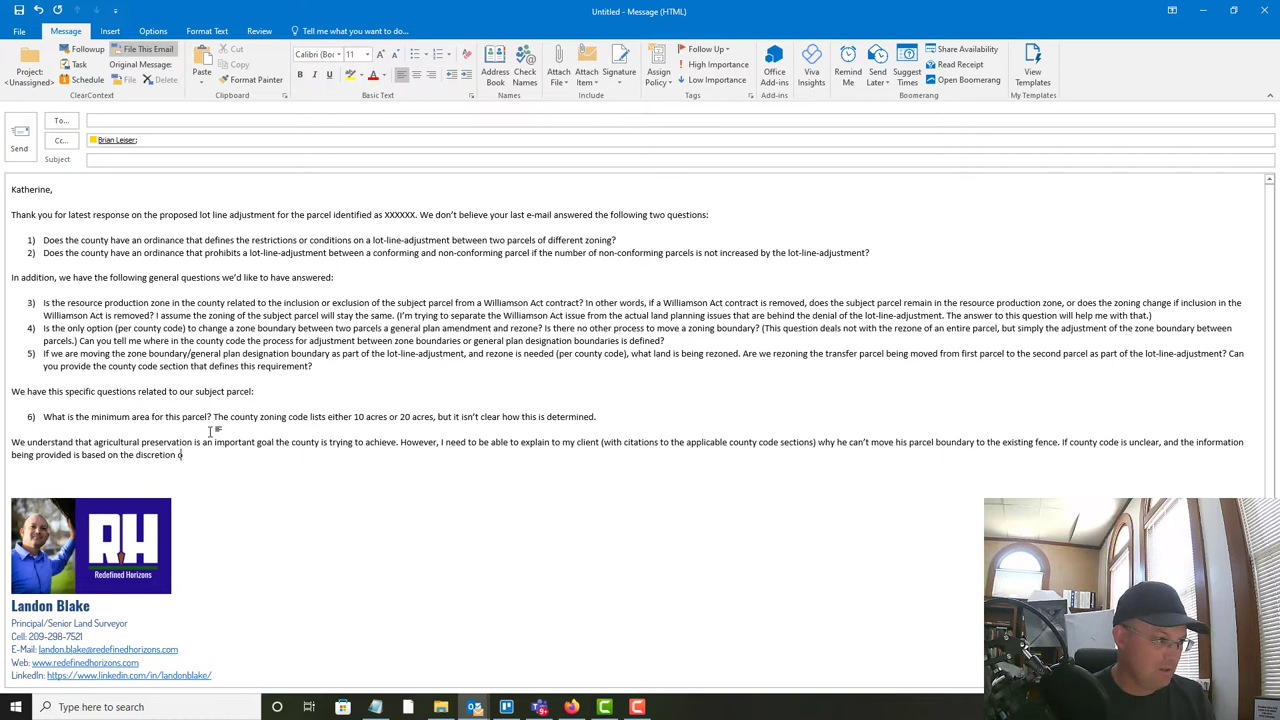 Untitled - Message (HTML)
File Message Insert Options Format Text Review Tell me what you want to do...
Project: <Unassigned>
Followup
Task
Schedule
File This Email
Original Message:
File Delete
ClearContext
Paste
Cut
Copy
Format Painter
Clipboard
Calibri (Bo 11
B I U
Basic Text
Address Book
Check Names
Names
Attach File
Attach Item
Signature
Include
Assign Policy
Follow Up
High Importance
Low Importance
Tags
Office Add-ins
Add-ins
Viva Insights
Remind Me
Send Later
Suggest Times
Share Availability
Read Receipt
Open Boomerang
Boomerang
View Templates
My Templates
Send
To...
Cc... Brian Leiser;
Subject
Katherine,
Thank you for latest response on the proposed lot line adjustment for the parcel identified as XXXXXX. We don't believe your last e-mail answered the following two questions:
1) Does the county have an ordinance that defines the restrictions or conditions on a lot-line-adjustment between two parcels of different zoning?
2) Does the county have an ordinance that prohibits a lot-line-adjustment between a conforming and non-conforming parcel if the number of non-conforming parcels is not increased by the lot-line-adjustment?
In addition, we have the following general questions we'd like to have answered:
3) Is the resource production zone in the county related to the inclusion or exclusion of the subject parcel from a Williamson Act contract? In other words, if a Williamson Act contract is removed, does the subject parcel remain in the resource production zone, or does the zoning change if inclusion in the
Williamson Act is removed? I assume the zoning of the subject parcel will stay the same. (I'm trying to separate the Williamson Act issue from the actual land planning issues that are behind the denial of the lot-line-adjustment. The answer to this question will help me with that.)
4) Is the only option (per county code) to change a zone boundary between two parcels a general plan amendment and rezone? Is there no other process to move a zoning boundary? (This question deals not with the rezone of an entire parcel, but simply the adjustment of the zone boundary between
parcels.) Can you tell me where in the county code the process for adjustment between zone boundaries or general plan designation boundaries is defined?
5) If we are moving the zone boundary/general plan designation boundary as part of the lot-line-adjustment, and rezone is needed (per county code), what land is being rezoned. Are we rezoning the transfer parcel being moved from first parcel to the second parcel as part of the lot-line-adjustment? Can
you provide the county code section that defines this requirement?
We have this specific questions related to our subject parcel:
6) What is the minimum area for this parcel? The county zoning code lists either 10 acres or 20 acres, but it isn't clear how this is determined.
We understand that agricultural preservation is an important goal the county is trying to achieve. However, I need to be able to explain to my client (with citations to the applicable county code sections) why he can't move his parcel boundary to the existing fence. If county code is unclear, and the information
being provided is based on the discretion o
RH
Redefined Horizons
Landon Blake
Principal/Senior Land Surveyor
Cell: 209-298-7521
E-Mail: landon.blake@redefinedhorizons.com
Web: www.redefinedhorizons.com
LinkedIn: https://www.linkedin.com/in/landonblake/
Type here to search